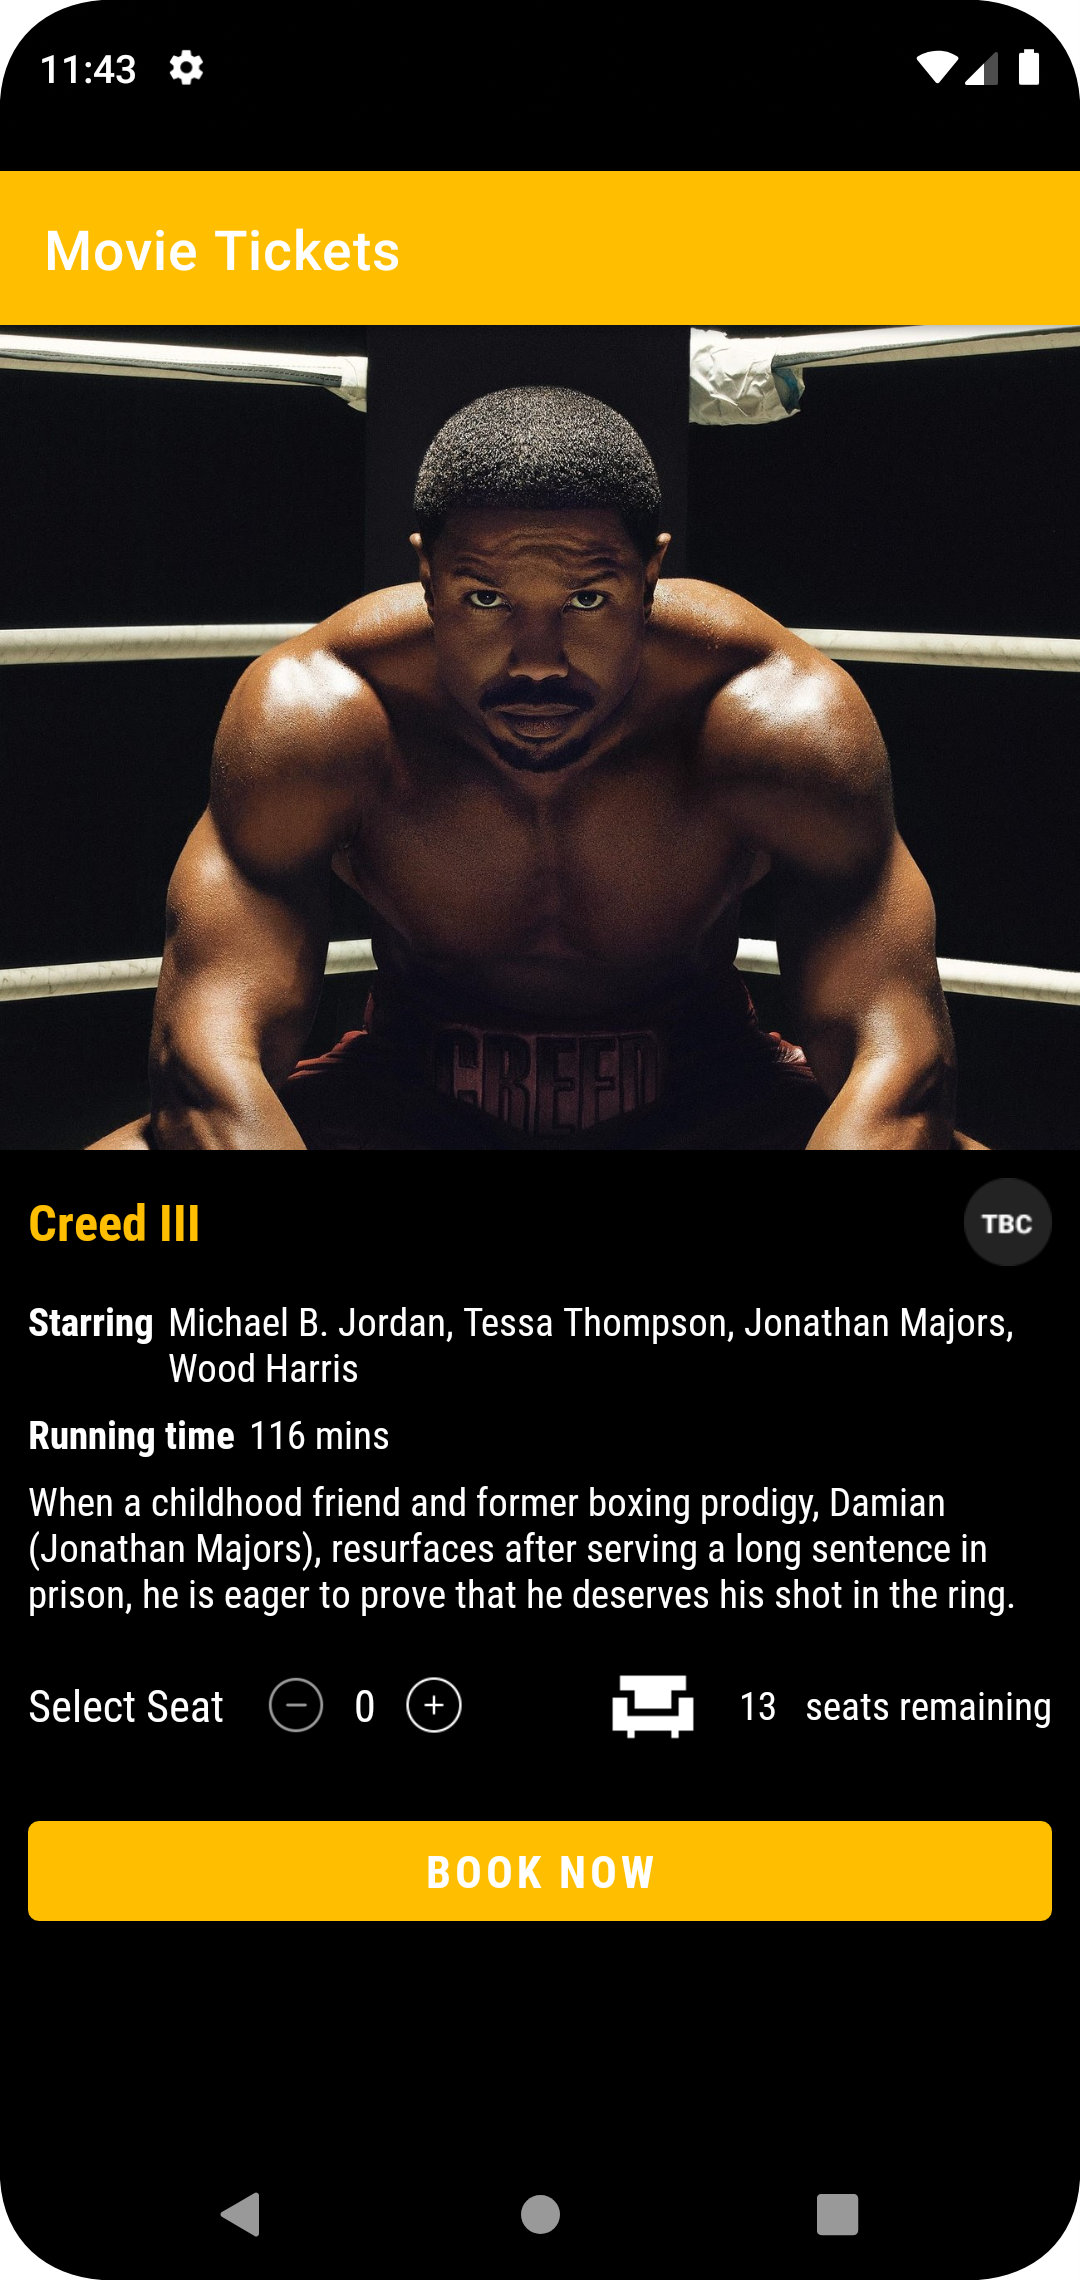 11:43
Movie Tickets
CREED
Creed III
TBC
Starring Michael B. Jordan, Tessa Thompson, Jonathan Majors,
Wood Harris
Running time 116 mins
When a childhood friend and former boxing prodigy, Damian
(Jonathan Majors), resurfaces after serving a long sentence in
prison, he is eager to prove that he deserves his shot in the ring.
Select Seat 0 13 seats remaining
BOOK NOW